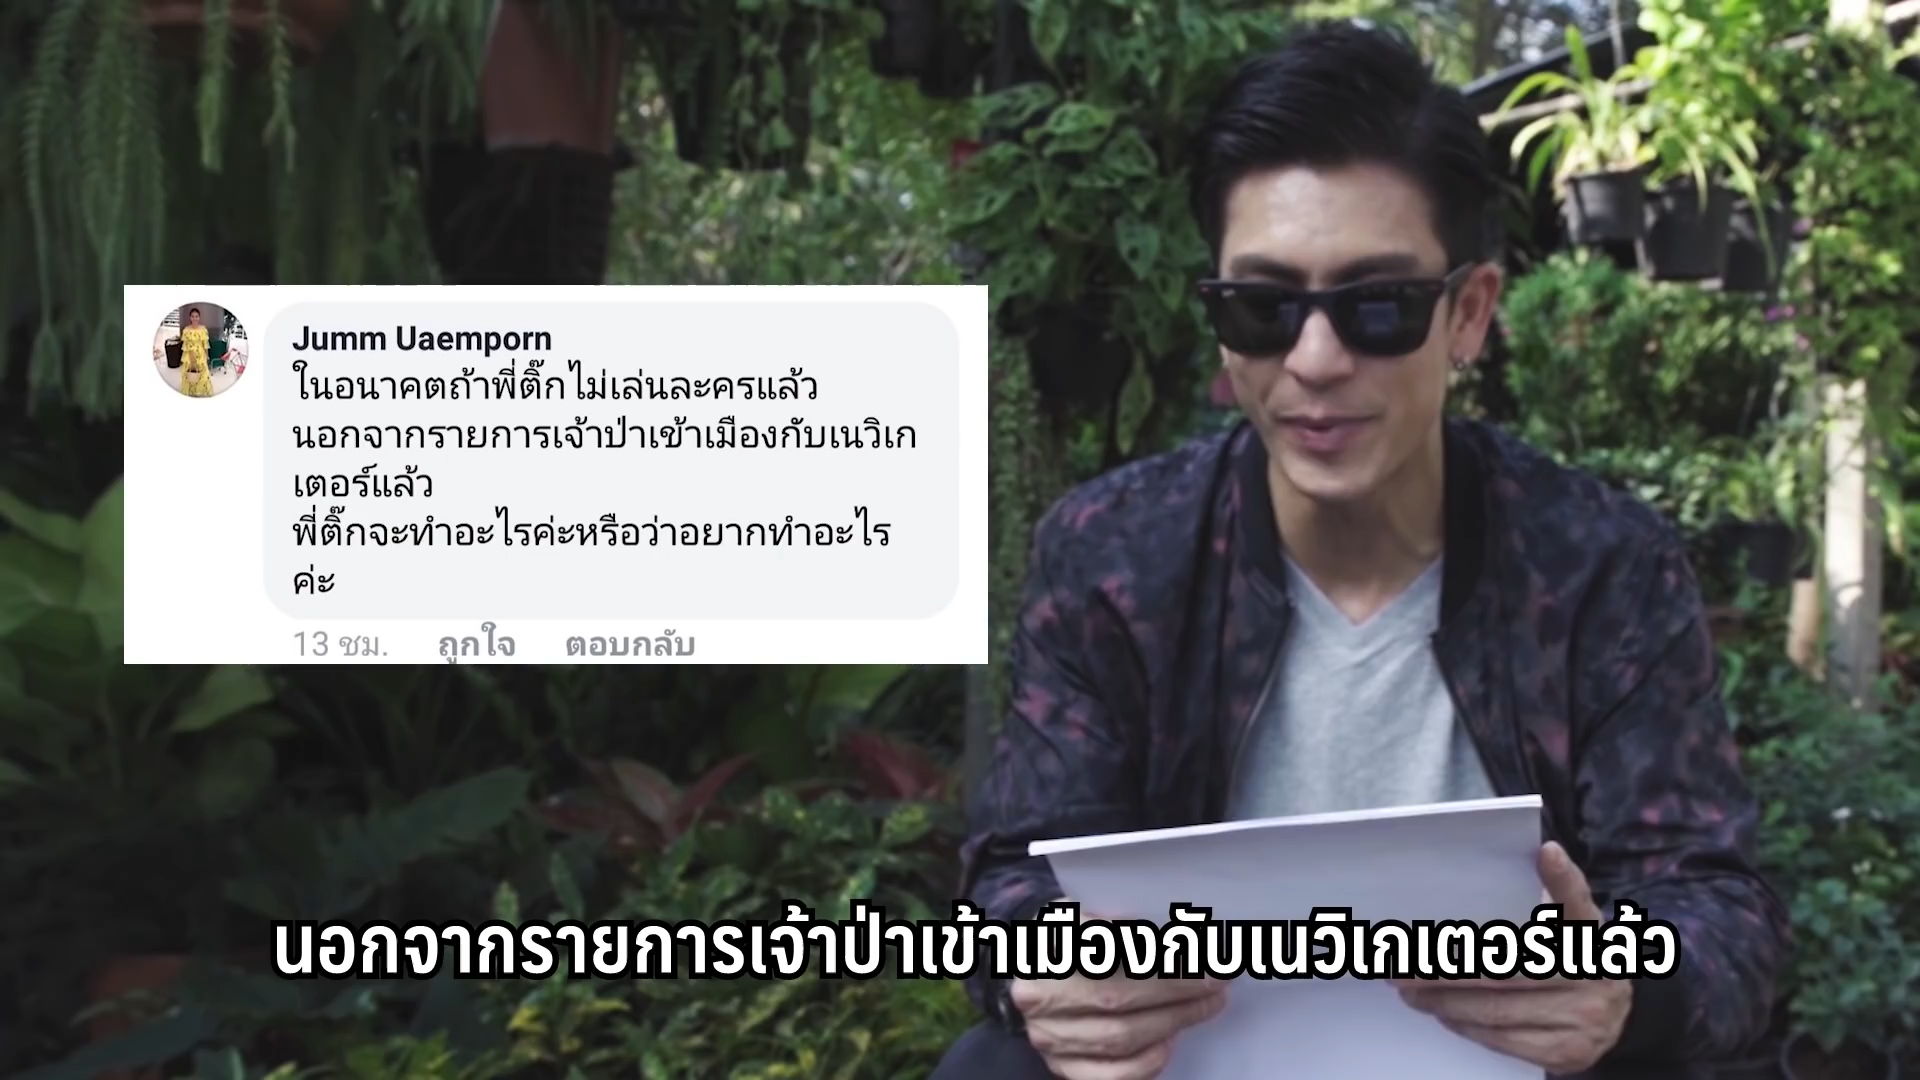 Jumm Uaemporn
ในอนาคตถ้าพี่ติ๊กไม่เล่นละครแล้ว
นอกจากรายการเจ้าป่าเข้าเมืองกับเนวิเก
เตอร์แล้ว
พี่ติ๊กจะทำอะไรค่ะหรือว่าอยากทำอะไร
ค่ะ
13 ชม. ถูกใจ ตอบกลับ
นอกจากรายการเจ้าป่าเข้าเมืองกับเนวิเกเตอร์แล้ว